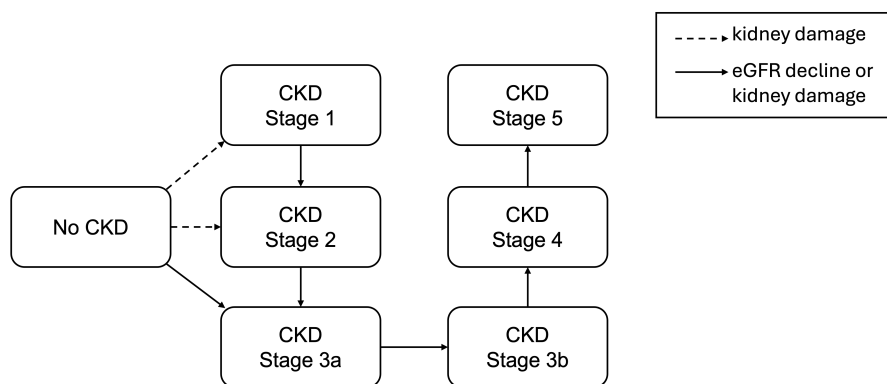 kidney damage
eGFR decline or
kidney damage
CKD
Stage 1
CKD
Stage 5
No CKD
CKD
Stage 2
CKD
Stage 4
CKD
Stage 3a
CKD
Stage 3b